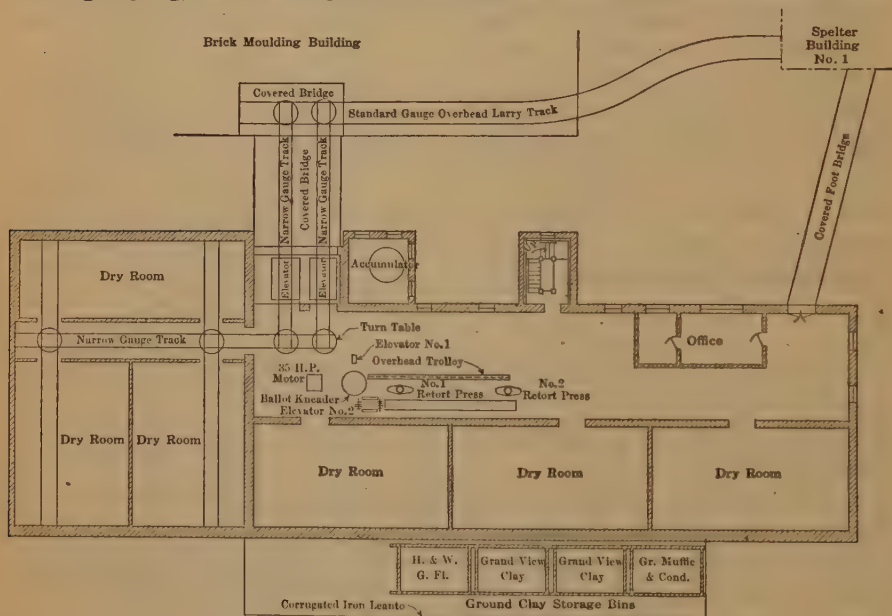 Brick Moulding Building
Spelter
Building
No. 1
Covered Bridge
Standard Gauge Overhead Larry Track
Narrow Gauge Track
Covered Bridge
Narrow Gauge Track
Covered Foot Bridge
Dry Room
Elevator
Elevator
Accumulator
Up
Narrow Gauge Track
Turn Table
Office
Elevator No.1
35 H.P.
Motor
Overhead Trolley
No.1
Retort Press
No.2
Retort Press
Ballot Kneader
Elevator No.2
Dry Room
Dry Room
Dry Room
Dry Room
Dry Room
H. & W.
G. Fl.
Grand View
Clay
Grand View
Clay
Gr. Muffle
& Cond.
Corrugated Iron Leanto
Ground Clay Storage Bins